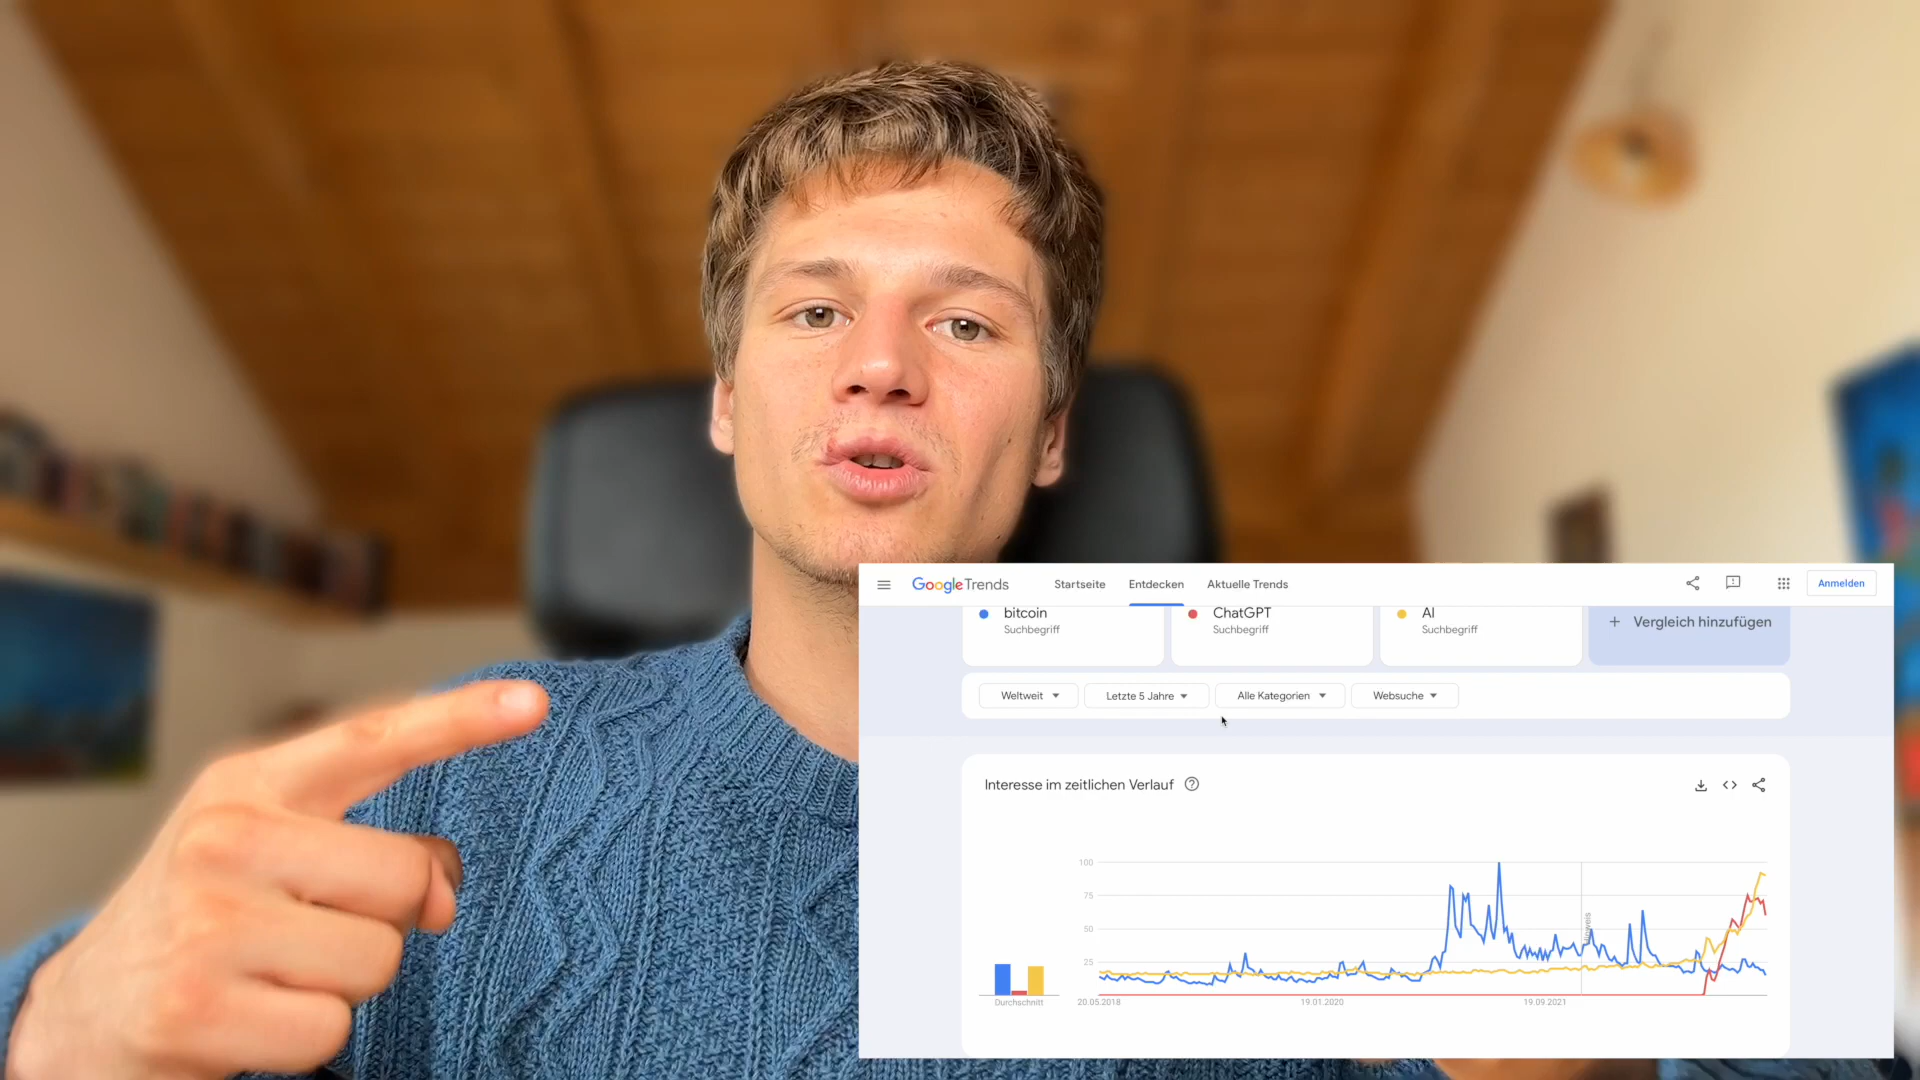 Google Trends
Startseite
Entdecken
Aktuelle Trends
Anmelden
bitcoin
Suchbegriff
ChatGPT
Suchbegriff
AI
Suchbegriff
+ Vergleich hinzufügen
Weltweit
Letzte 5 Jahre
Alle Kategorien
Websuche
Interesse im zeitlichen Verlauf
100
75
50
25
Hinweis
Durchschnitt
20.05.2018
19.01.2020
19.09.2021